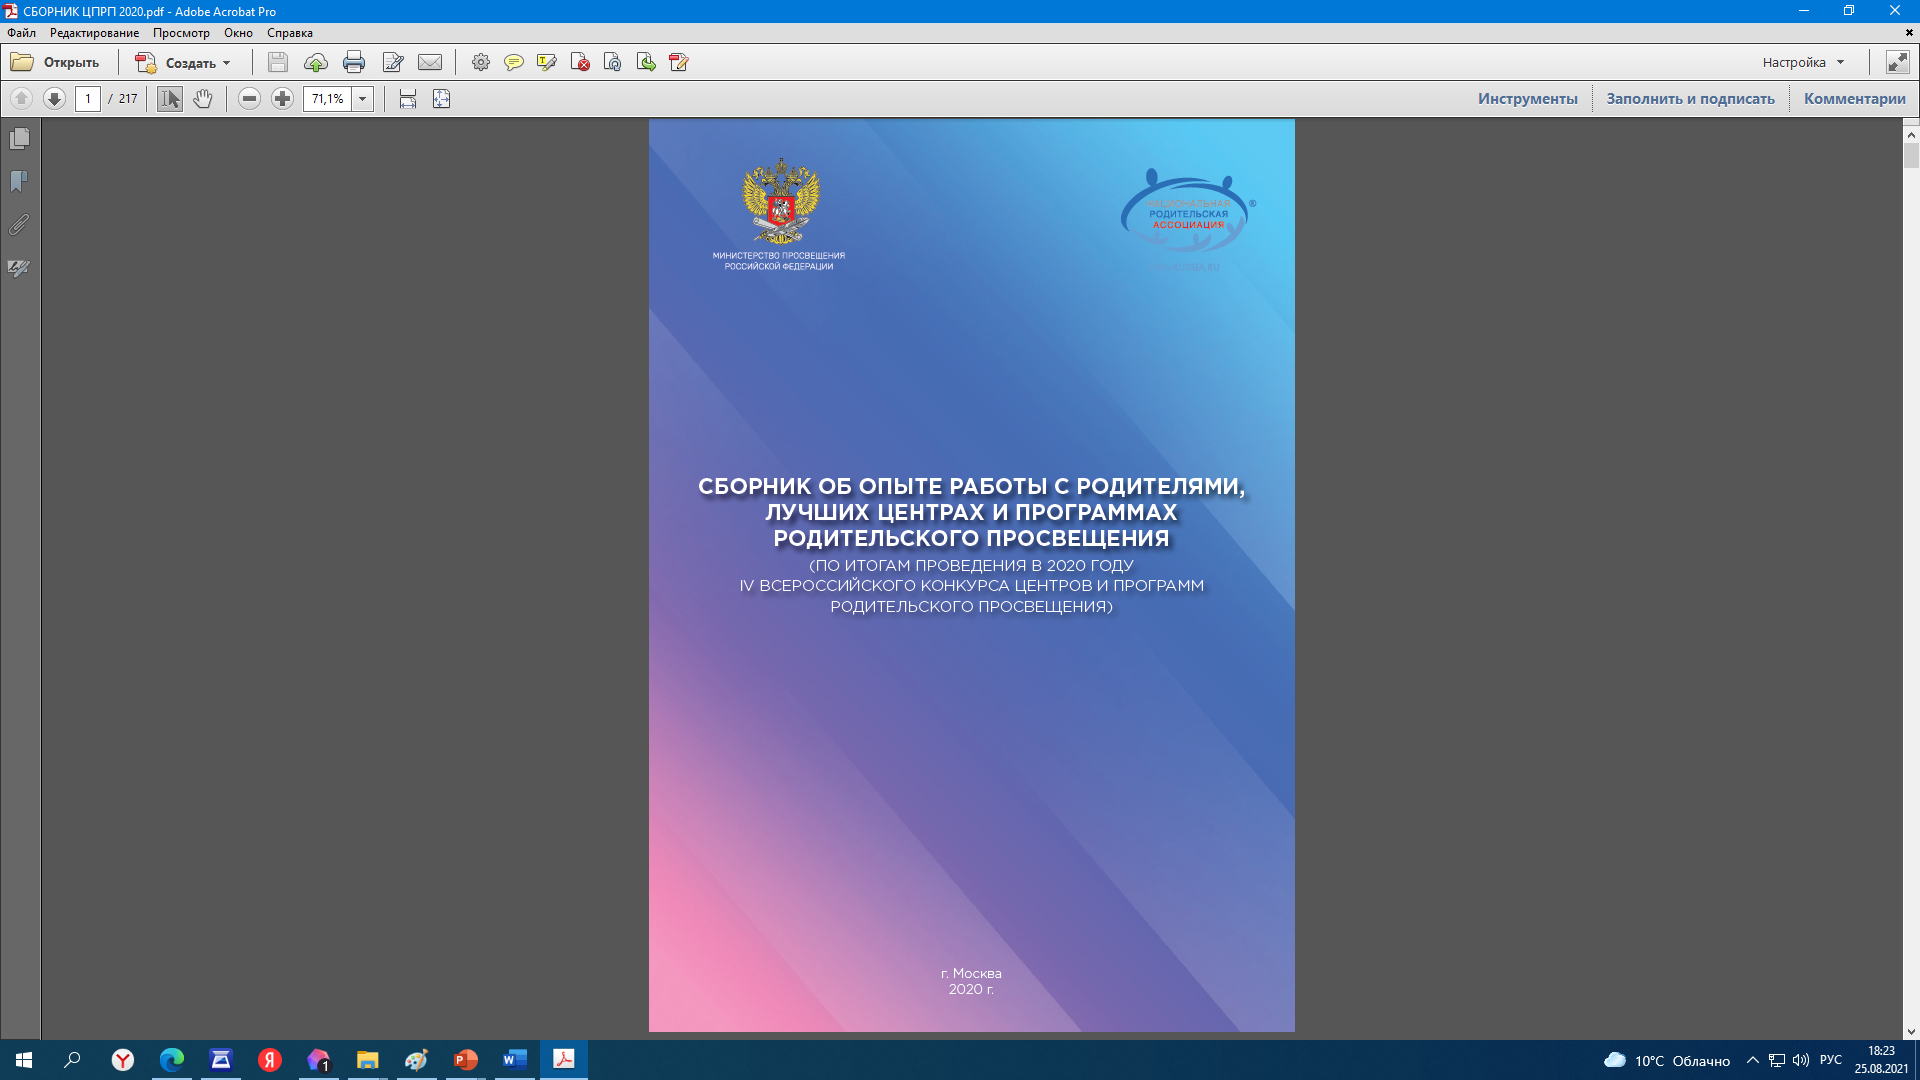 СБОРНИК ЦПРП 2020.pdf - Adobe Acrobat Pro
Файл Редактирование Просмотр Окно Справка
Открыть Создать Настройка
1 / 217 71,1% Инструменты Заполнить и подписать Комментарии
МИНИСТЕРСТВО ПРОСВЕЩЕНИЯ
РОССИЙСКОЙ ФЕДЕРАЦИИ
НАЦИОНАЛЬНАЯ
РОДИТЕЛЬСКАЯ ®
АССОЦИАЦИЯ
СБОРНИК ОБ ОПЫТЕ РАБОТЫ С РОДИТЕЛЯМИ,
ЛУЧШИХ ЦЕНТРАХ И ПРОГРАММАХ
РОДИТЕЛЬСКОГО ПРОСВЕЩЕНИЯ
(ПО ИТОГАМ ПРОВЕДЕНИЯ В 2020 ГОДУ
IV ВСЕРОССИЙСКОГО КОНКУРСА ЦЕНТРОВ И ПРОГРАММ
РОДИТЕЛЬСКОГО ПРОСВЕЩЕНИЯ)
г. Москва
2020 г.
10°C Облачно РУС
18:23
25.08.2021